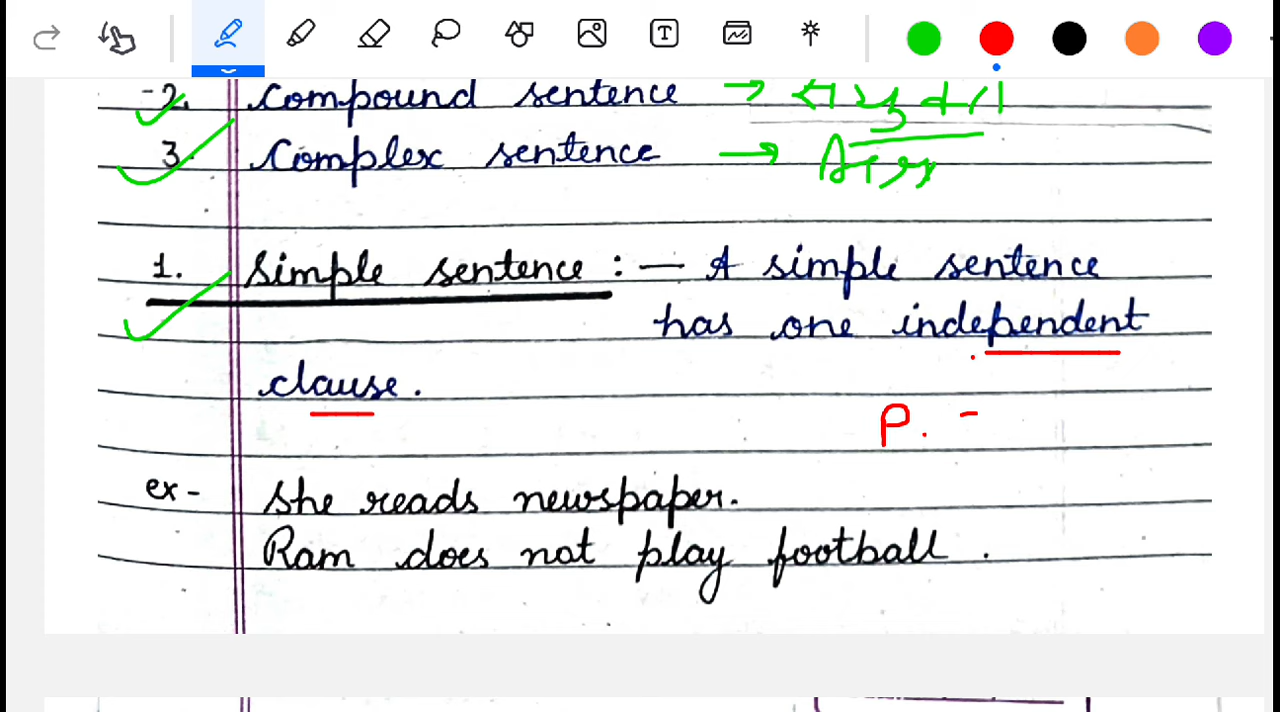 2. Compound sentence →
3. Complex sentence → मिश्र
1. Simple sentence :— A simple sentence
has one independent
clause.
P. -
ex- She reads newspaper.
Ram does not play football.